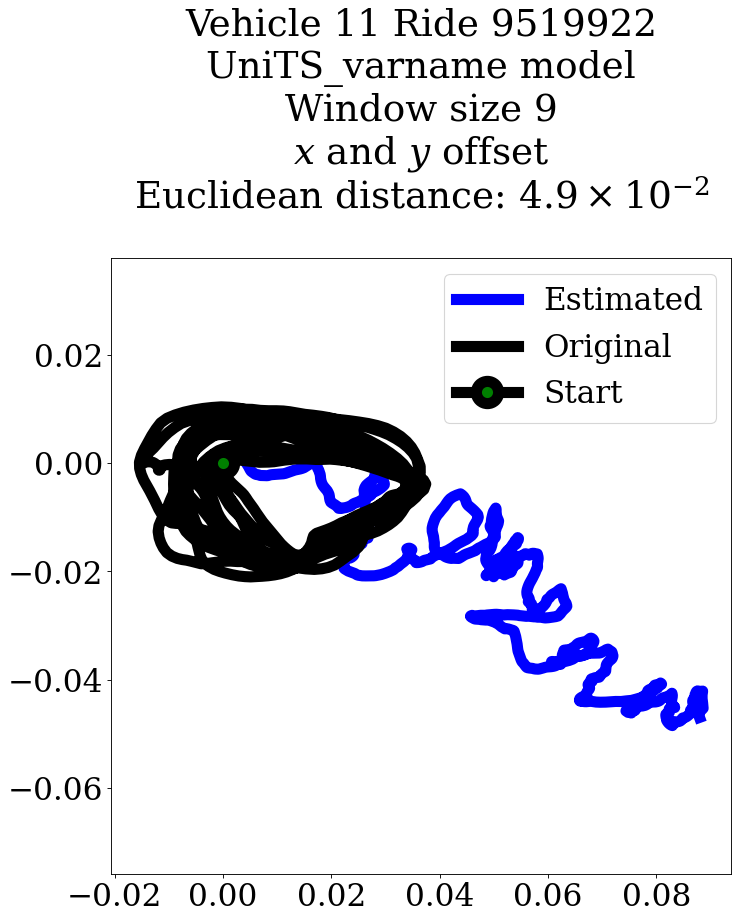 Vehicle 11 Ride 9519922
UniTS_varname model
Window size 9
x and y offset
Euclidean distance: 4.9 × 10⁻²
Estimated
Original
Start
0.02
0.00
−0.02
−0.04
−0.06
−0.02 0.00 0.02 0.04 0.06 0.08